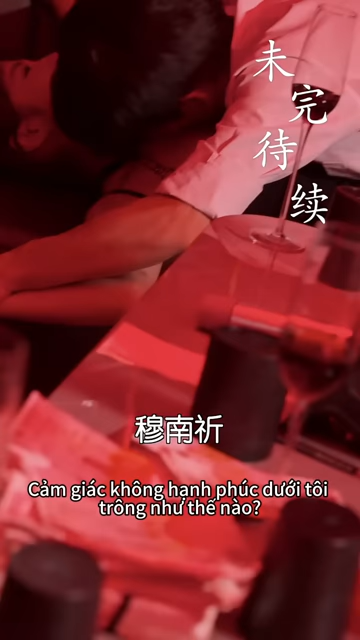 未完待续
穆南祈
Cảm giác không hạnh phúc dưới tôi
trông như thế nào?